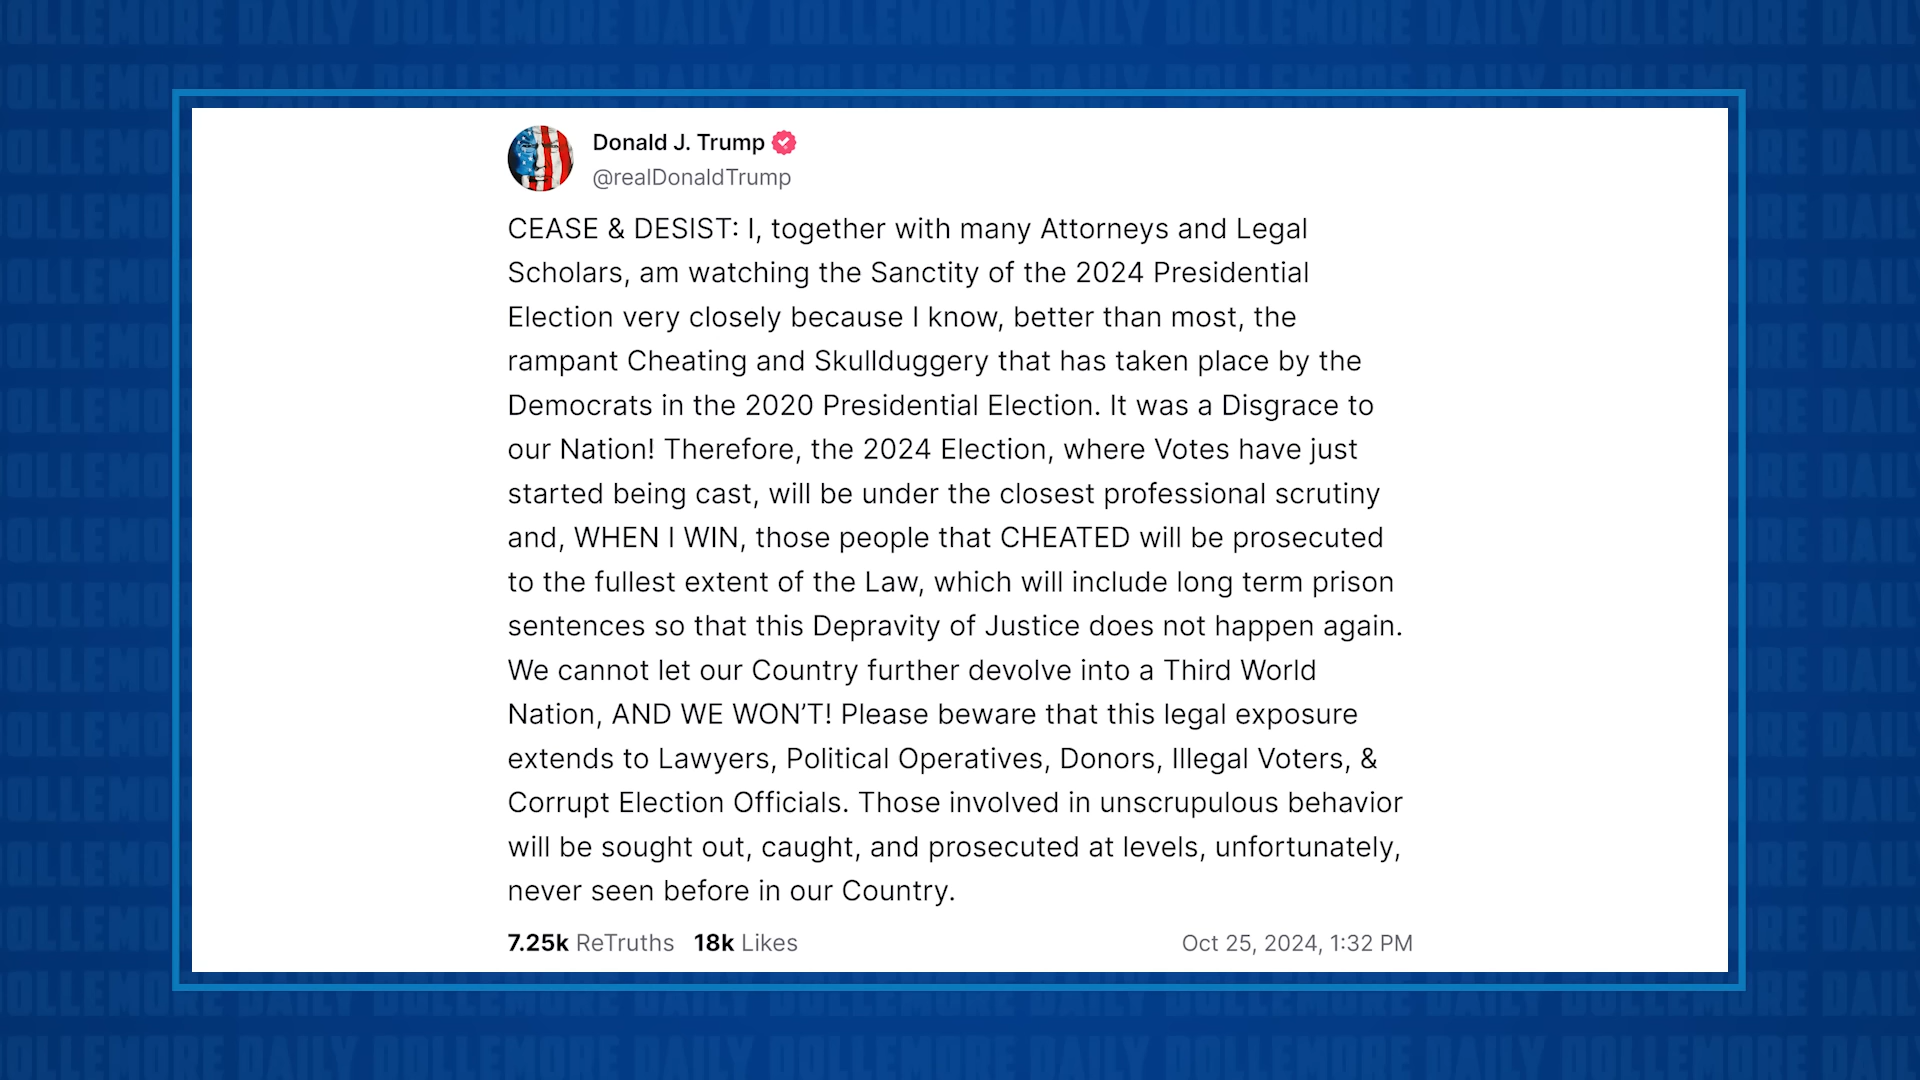 DOLLEMORE DAILY
Donald J. Trump
@realDonaldTrump
CEASE & DESIST: I, together with many Attorneys and Legal
Scholars, am watching the Sanctity of the 2024 Presidential
Election very closely because I know, better than most, the
rampant Cheating and Skullduggery that has taken place by the
Democrats in the 2020 Presidential Election. It was a Disgrace to
our Nation! Therefore, the 2024 Election, where Votes have just
started being cast, will be under the closest professional scrutiny
and, WHEN I WIN, those people that CHEATED will be prosecuted
to the fullest extent of the Law, which will include long term prison
sentences so that this Depravity of Justice does not happen again.
We cannot let our Country further devolve into a Third World
Nation, AND WE WON’T! Please beware that this legal exposure
extends to Lawyers, Political Operatives, Donors, Illegal Voters, &
Corrupt Election Officials. Those involved in unscrupulous behavior
will be sought out, caught, and prosecuted at levels, unfortunately,
never seen before in our Country.
7.25k ReTruths 18k Likes Oct 25, 2024, 1:32 PM